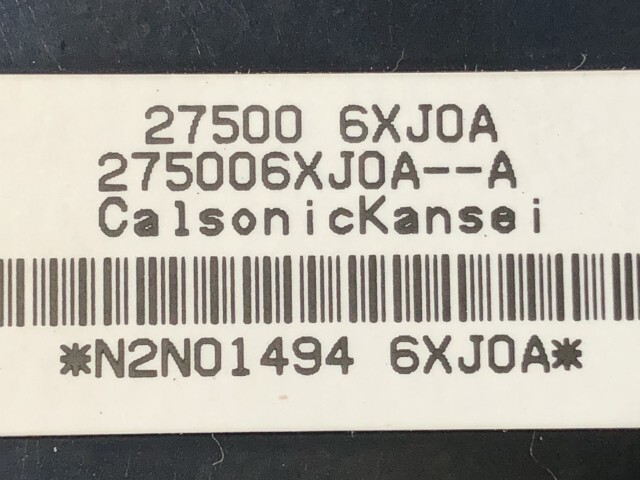 27500 6XJ0A
275006XJ0A--A
CalsonicKansei
*N2N01494 6XJ0A*